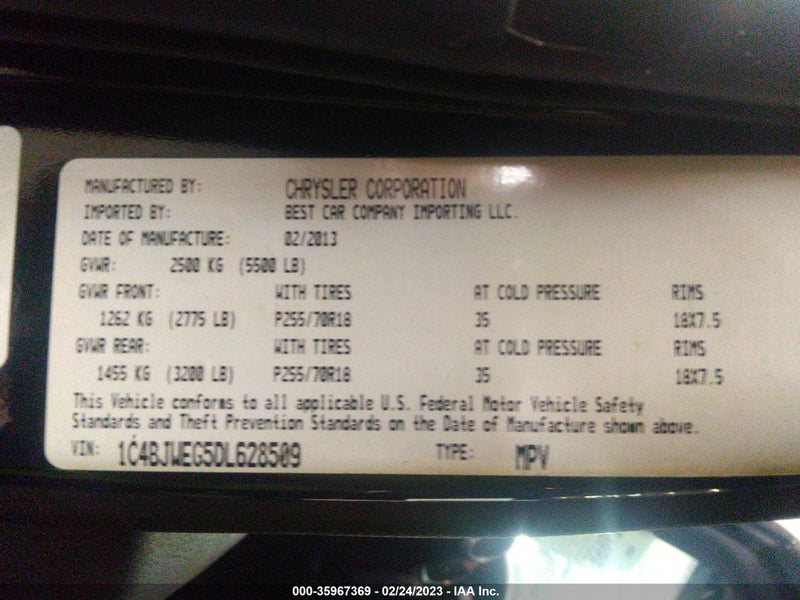 MANUFACTURED BY: CHRYSLER CORPORATION
IMPORTED BY: BEST CAR COMPANY IMPORTING LLC.
DATE OF MANUFACTURE: 02/2013
GVWR: 2500 KG (5500 LB)
GVWR FRONT: WITH TIRES AT COLD PRESSURE RIMS
1262 KG (2775 LB) P255/70R18 35 18X7.5
GVWR REAR: WITH TIRES AT COLD PRESSURE RIMS
1455 KG (3200 LB) P255/70R18 35 18X7.5
This Vehicle conforms to all applicable U.S. Federal Motor Vehicle Safety
Standards and Theft Prevention Standards on the Date of Manufacture shown above.
VIN: 1C4BJWEG5DL628509 TYPE: MPV
000-35967369 - 02/24/2023 - IAA Inc.